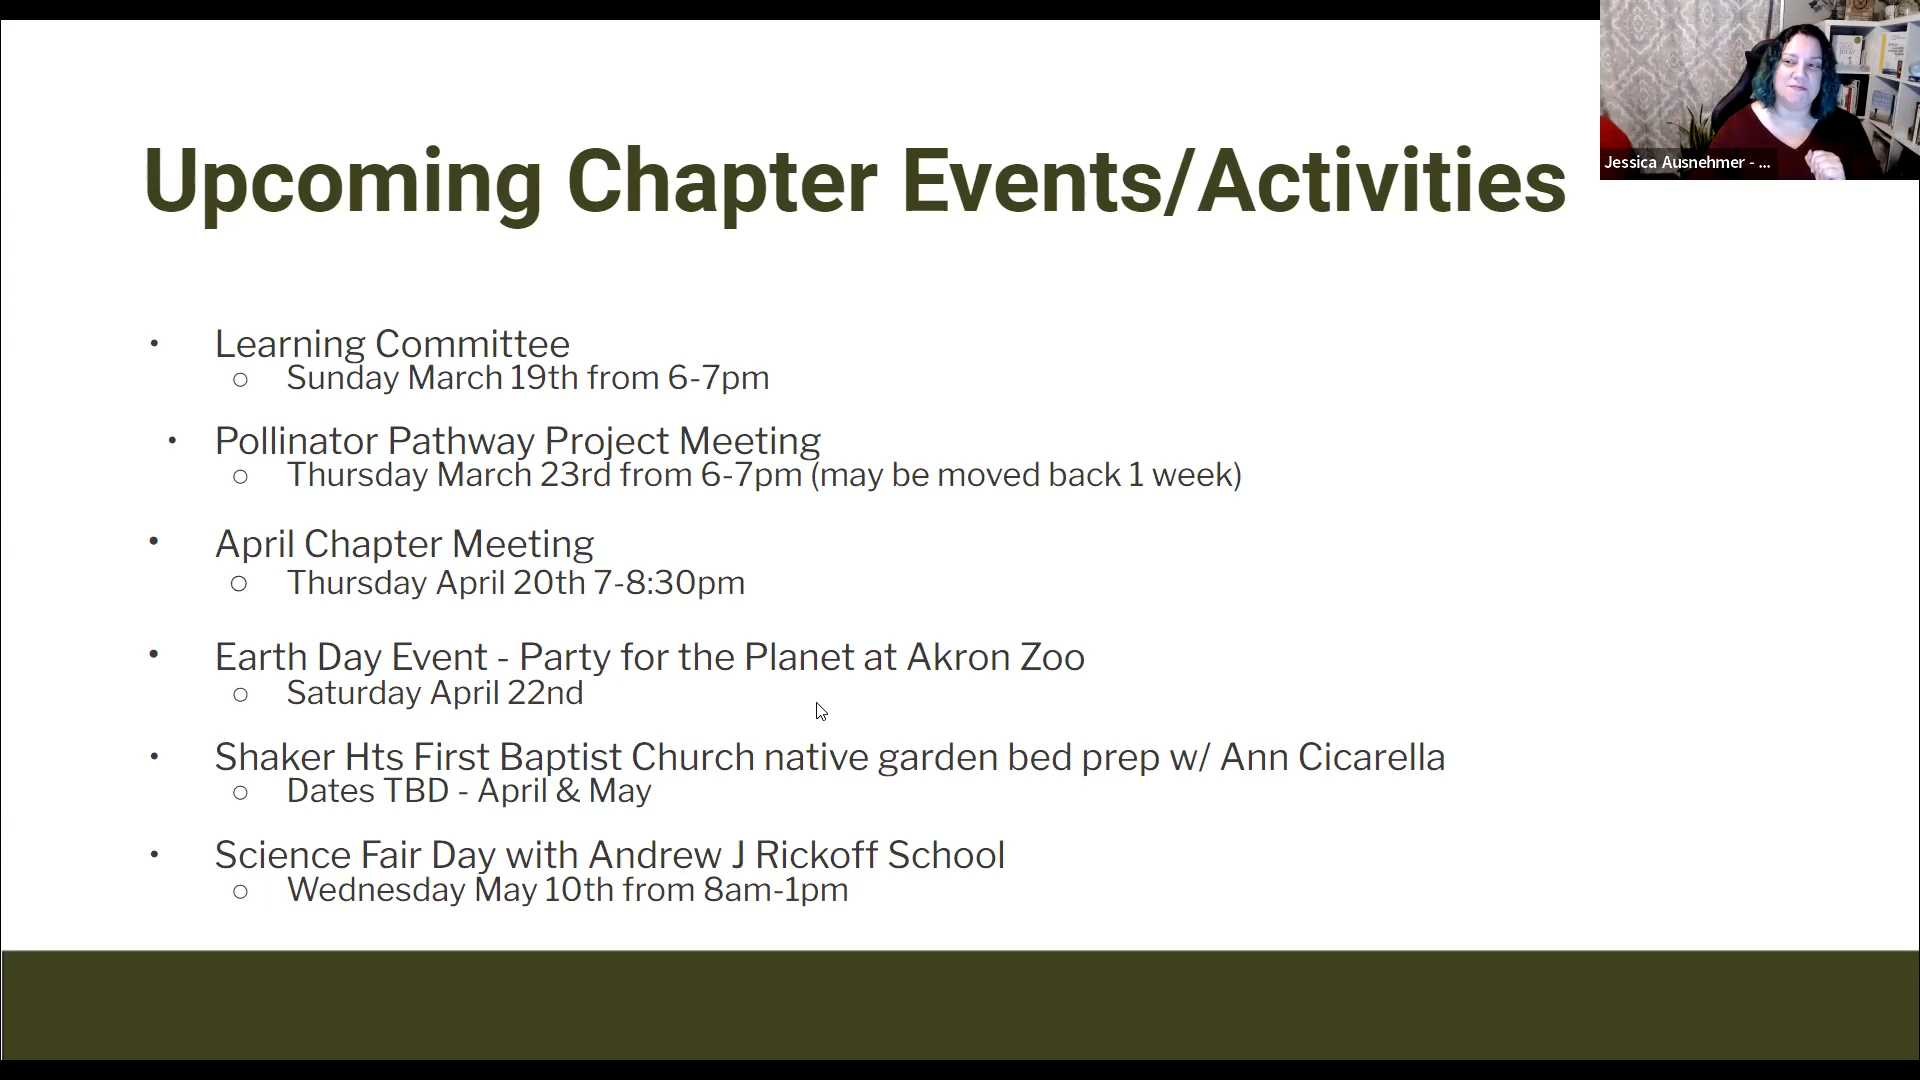 Upcoming Chapter Events/Activities
Jessica Ausnehmer - ...
• Learning Committee
○ Sunday March 19th from 6-7pm
• Pollinator Pathway Project Meeting
○ Thursday March 23rd from 6-7pm (may be moved back 1 week)
• April Chapter Meeting
○ Thursday April 20th 7-8:30pm
• Earth Day Event - Party for the Planet at Akron Zoo
○ Saturday April 22nd
• Shaker Hts First Baptist Church native garden bed prep w/ Ann Cicarella
○ Dates TBD - April & May
• Science Fair Day with Andrew J Rickoff School
○ Wednesday May 10th from 8am-1pm